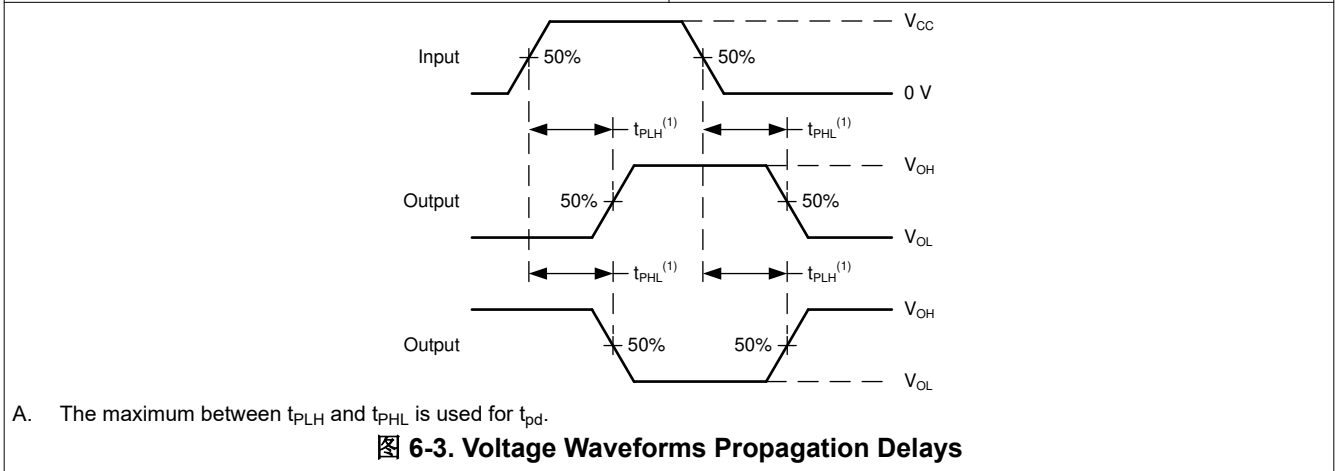 V_CC
Input 50% 50%
0 V
t_PLH^(1) t_PHL^(1)
V_OH
Output 50% 50%
V_OL
t_PHL^(1) t_PLH^(1)
V_OH
Output 50% 50%
V_OL
A. The maximum between t_PLH and t_PHL is used for t_pd.
图 6-3. Voltage Waveforms Propagation Delays